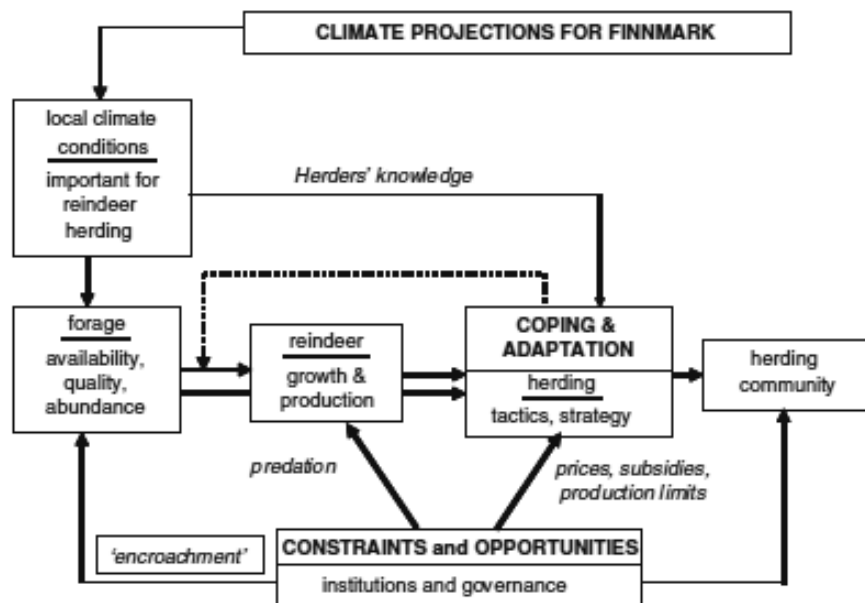 CLIMATE PROJECTIONS FOR FINNMARK
local climate
conditions
important for
reindeer
herding
Herders' knowledge
forage
availability,
quality,
abundance
reindeer
growth &
production
COPING &
ADAPTATION
herding
tactics, strategy
herding
community
predation
prices, subsidies,
production limits
'encroachment'
CONSTRAINTS and OPPORTUNITIES
institutions and governance